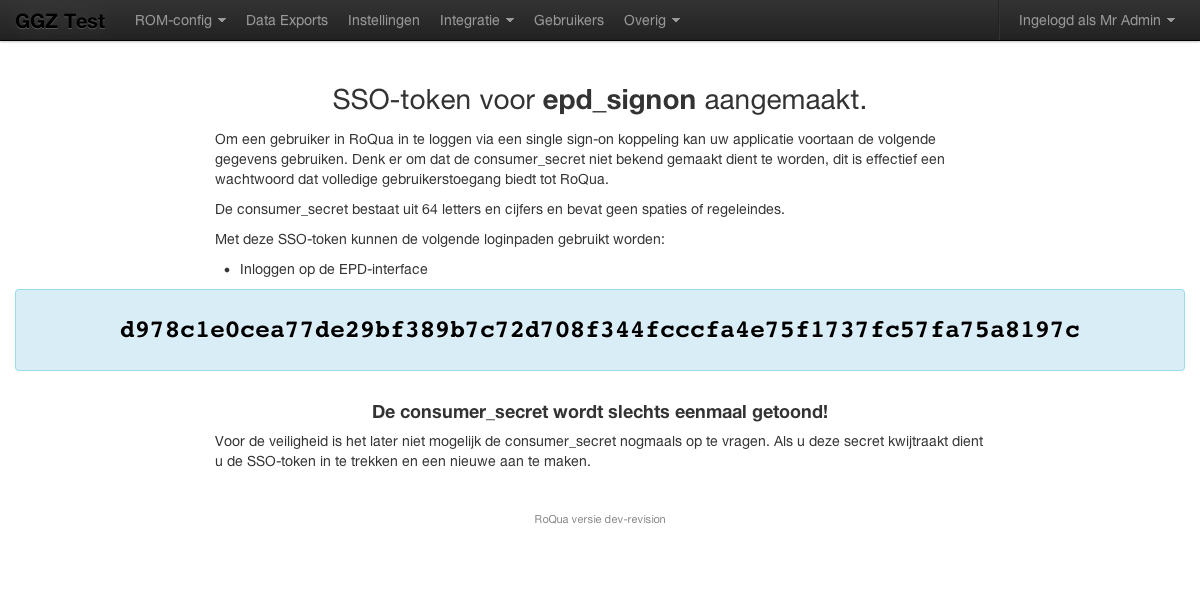 GGZ Test ROM-config Data Exports Instellingen Integratie Gebruikers Overig Ingelogd als Mr Admin
SSO-token voor epd_signon aangemaakt.
Om een gebruiker in RoQua in te loggen via een single sign-on koppeling kan uw applicatie voortaan de volgende
gegevens gebruiken. Denk er om dat de consumer_secret niet bekend gemaakt dient te worden, dit is effectief een
wachtwoord dat volledige gebruikerstoegang biedt tot RoQua.
De consumer_secret bestaat uit 64 letters en cijfers en bevat geen spaties of regeleindes.
Met deze SSO-token kunnen de volgende loginpaden gebruikt worden:
• Inloggen op de EPD-interface
d978c1e0cea77de29bf389b7c72d708f344fcccfa4e75f1737fc57fa75a8197c
De consumer_secret wordt slechts eenmaal getoond!
Voor de veiligheid is het later niet mogelijk de consumer_secret nogmaals op te vragen. Als u deze secret kwijtraakt dient
u de SSO-token in te trekken en een nieuwe aan te maken.
RoQua versie dev-revision